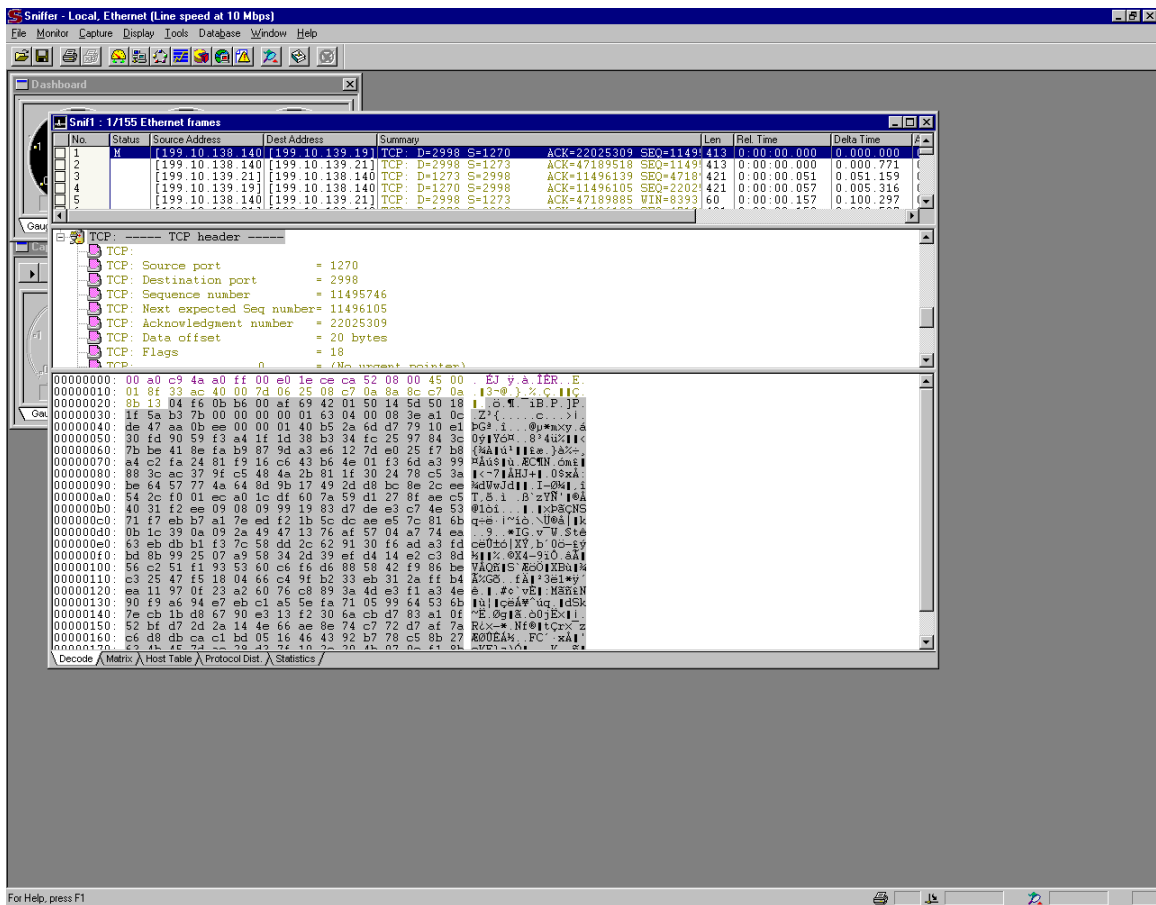 Sniffer - Local, Ethernet (Line speed at 10 Mbps)
File Monitor Capture Display Tools Database Window Help
Dashboard
Snif1 : 1/155 Ethernet frames
No. Status Source Address Dest Address Summary Len Rel. Time Delta Time
1 M [199.10.138.140] [199.10.139.19] TCP: D=2998 S=1270 ACK=22025309 SEQ=1149 413 0:00:00.000 0.000.000
2 [199.10.138.140] [199.10.139.21] TCP: D=2998 S=1273 ACK=47189518 SEQ=1149 413 0:00:00.000 0.000.771
3 [199.10.139.21] [199.10.138.140] TCP: D=1273 S=2998 ACK=11496139 SEQ=4718 421 0:00:00.051 0.051.159
4 [199.10.139.19] [199.10.138.140] TCP: D=1270 S=2998 ACK=11496105 SEQ=2202 421 0:00:00.057 0.005.316
5 [199.10.138.140] [199.10.139.21] TCP: D=2998 S=1273 ACK=47189885 WIN=8393 60 0:00:00.157 0.100.297
TCP: ----- TCP header -----
TCP:
TCP: Source port = 1270
TCP: Destination port = 2998
TCP: Sequence number = 11495746
TCP: Next expected Seq number= 11496105
TCP: Acknowledgment number = 22025309
TCP: Data offset = 20 bytes
TCP: Flags = 18
TCP: 0 = (No urgent pointer)
00000000: 00 a0 c9 4a a0 ff 00 e0 1e ce ca 52 08 00 45 00
00000010: 01 8f 33 ac 40 00 7d 06 25 08 c7 0a 8a 8c c7 0a
00000020: 8b 13 04 f6 0b b6 00 af 69 42 01 50 14 5d 50 18
00000030: 1f 5a b3 7b 00 00 00 00 01 63 04 00 08 3e a1 0c
00000040: de 47 aa 0b ee 00 00 01 40 b5 2a 6d d7 79 10 e1
00000050: 30 fd 90 59 f3 a4 1f 1d 38 b3 34 fc 25 97 84 3c
00000060: 7b be 41 8e fa b9 87 9d a3 e6 12 7d e0 25 f7 b8
00000070: a4 c2 fa 24 81 f9 16 c6 43 b6 4e 01 f3 6d a3 99
00000080: 88 3c ac 37 9f c5 48 4a 2b 81 1f 30 24 78 c5 3a
00000090: be 64 57 77 4a 64 8d 9b 17 49 2d d8 bc 8e 2c ee
000000a0: 54 2c f0 01 ec a0 1c df 60 7a 59 d1 27 8f ae c5
000000b0: 40 31 f2 ee 09 08 09 99 19 83 d7 de e3 c7 4e 53
000000c0: 71 f7 eb b7 a1 7e ed f2 1b 5c dc ae e5 7c 81 6b
000000d0: 0b 1c 39 0a 09 2a 49 47 13 76 af 57 04 a7 74 ea
000000e0: 63 eb db b1 f3 7c 58 dd 2c 62 91 30 f6 ad a3 fd
000000f0: bd 8b 99 25 07 a9 58 34 2d 39 ef d4 14 e2 c3 8d
00000100: 56 c2 51 f1 93 53 60 c6 f6 d6 88 58 42 f9 86 be
00000110: c3 25 47 f5 18 04 66 c4 9f b2 33 eb 31 2a ff b4
00000120: ea 11 97 0f 23 a2 60 76 c8 89 3a 4d e3 f1 a3 4e
00000130: 90 f9 a6 94 e7 eb c1 a5 5e fa 71 05 99 64 53 6b
00000140: 7e cb 1b d8 67 90 e3 13 f2 30 6a cb d7 83 a1 0f
00000150: 52 bf d7 2d 2a 14 4e 66 ae 8e 74 c7 72 d7 af 7a
00000160: c6 d8 db ca c1 bd 05 16 46 43 92 b7 78 c5 8b 27
Decode Matrix Host Table Protocol Dist. Statistics
For Help, press F1